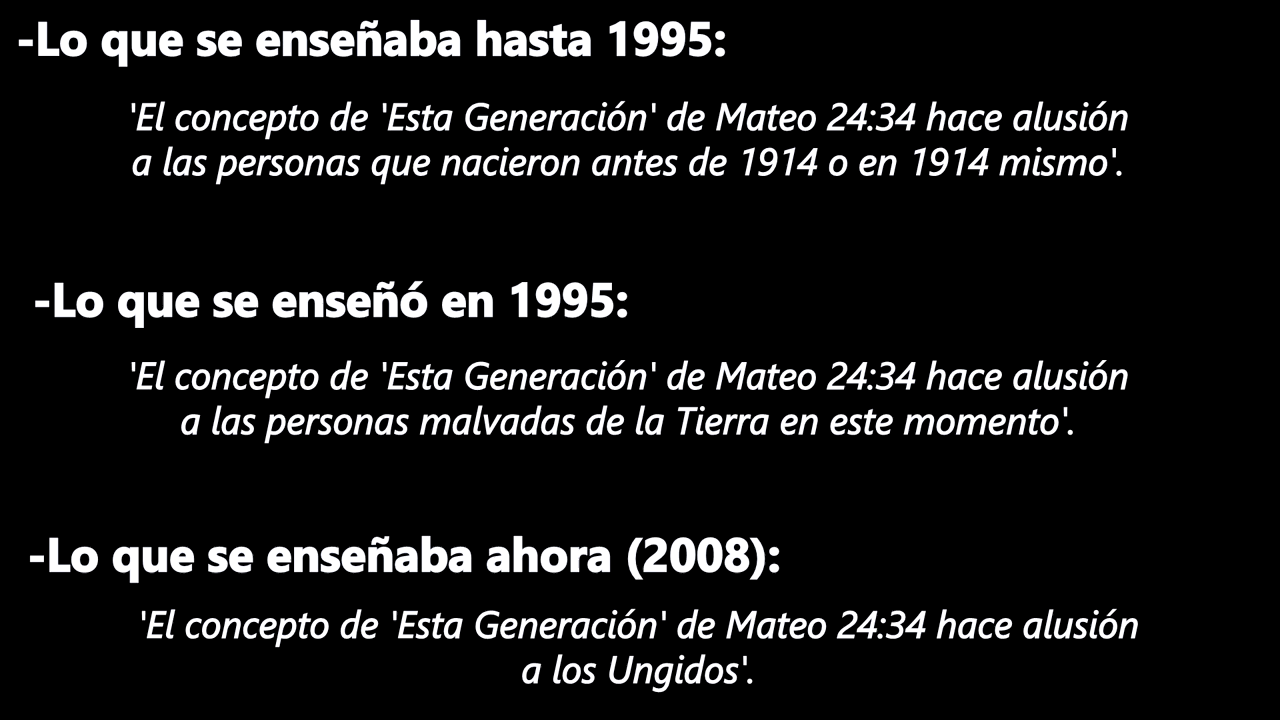 -Lo que se enseñaba hasta 1995:
'El concepto de 'Esta Generación' de Mateo 24:34 hace alusión
a las personas que nacieron antes de 1914 o en 1914 mismo'.
-Lo que se enseñó en 1995:
'El concepto de 'Esta Generación' de Mateo 24:34 hace alusión
a las personas malvadas de la Tierra en este momento'.
-Lo que se enseñaba ahora (2008):
'El concepto de 'Esta Generación' de Mateo 24:34 hace alusión
a los Ungidos'.